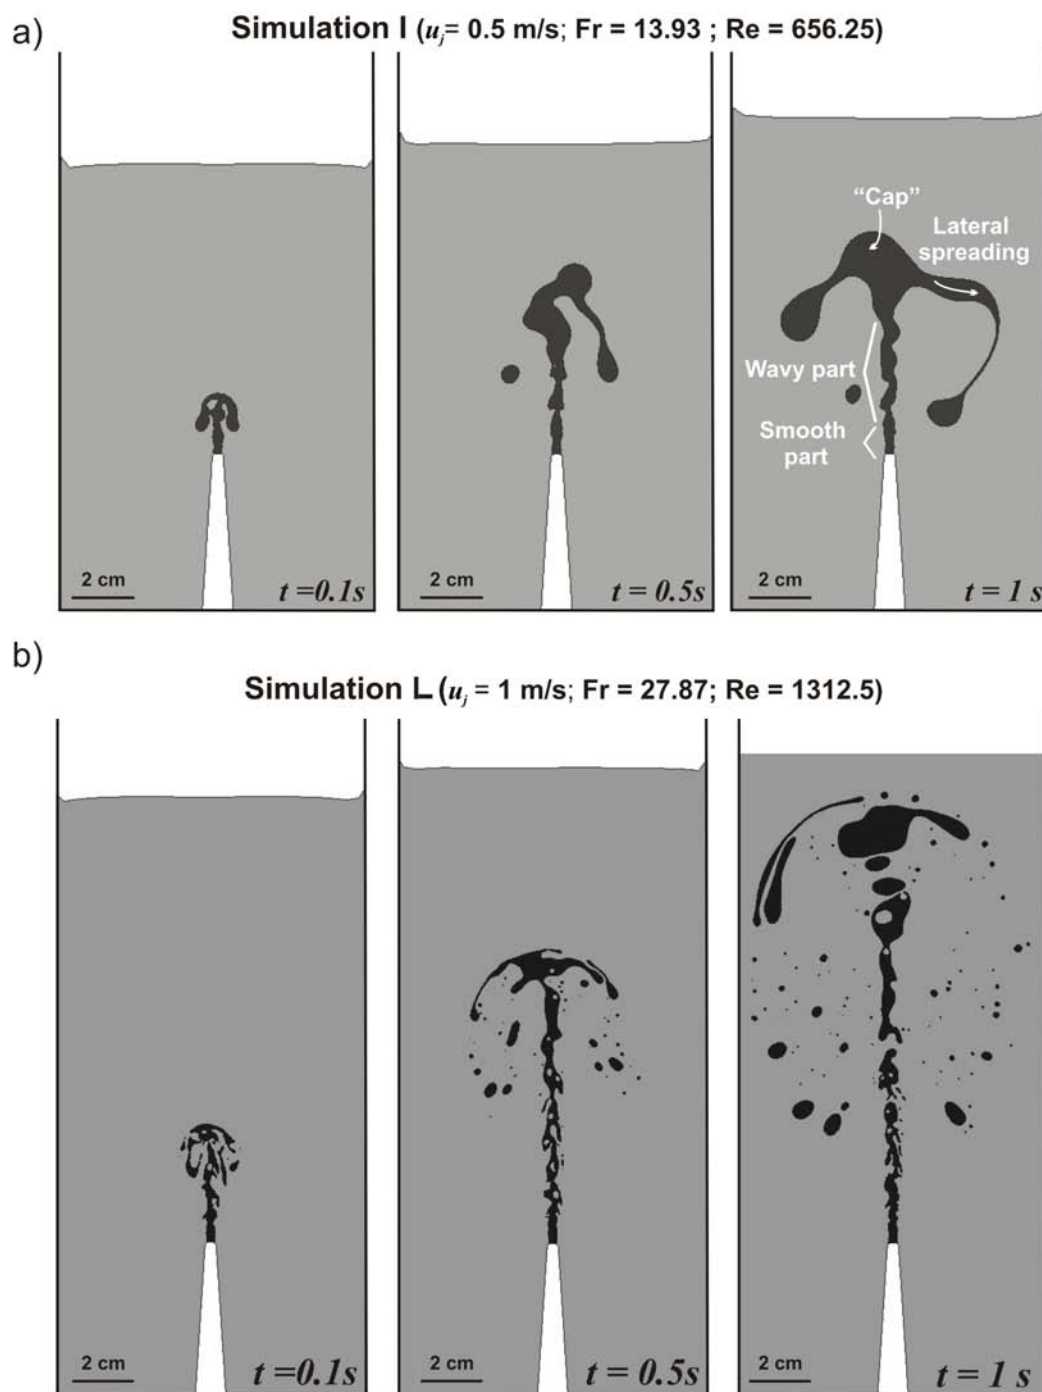 a)
Simulation I (uj= 0.5 m/s; Fr = 13.93 ; Re = 656.25)
“Cap”
Lateral
spreading
Wavy part
Smooth
part
2 cm
t =0.1s
2 cm
t = 0.5s
2 cm
t = 1 s
b)
Simulation L (uj = 1 m/s; Fr = 27.87; Re = 1312.5)
2 cm
t =0.1s
2 cm
t = 0.5s
2 cm
t = 1 s